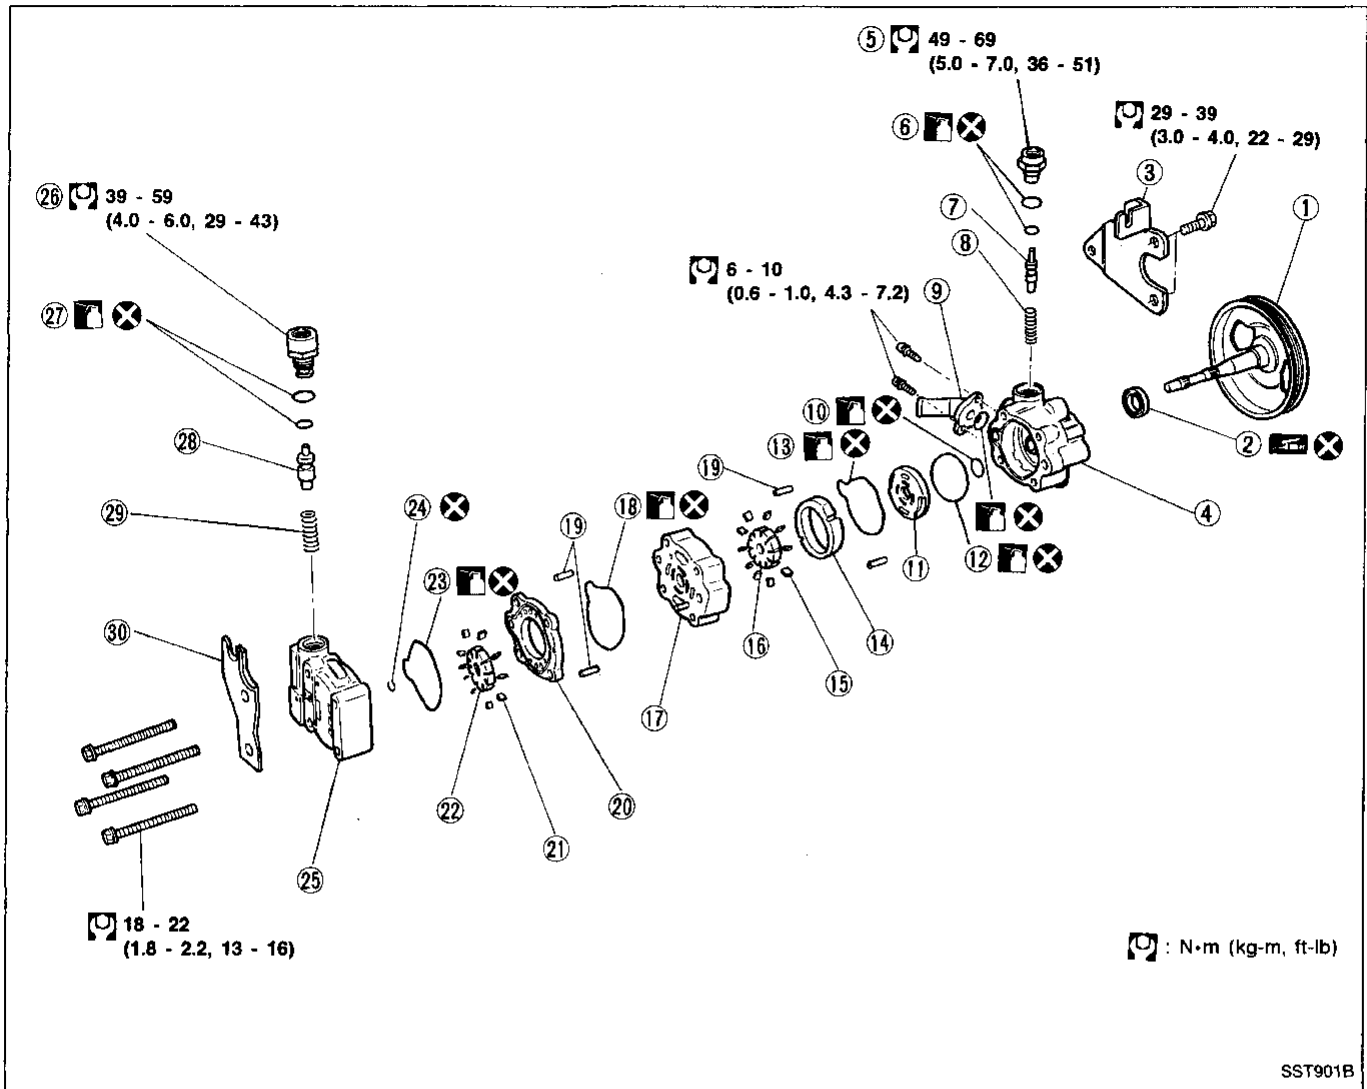 5 49 - 69
(5.0 - 7.0, 36 - 51)
29 - 39
(3.0 - 4.0, 22 - 29)
6
3
1
26 39 - 59
(4.0 - 6.0, 29 - 43)
7
8
6 - 10
(0.6 - 1.0, 4.3 - 7.2)
9
27
10
13
2
28
19
4
24
19
18
12
29
11
23
30
16
14
15
17
22
20
21
25
18 - 22
(1.8 - 2.2, 13 - 16)
: N•m (kg-m, ft-lb)
SST901B